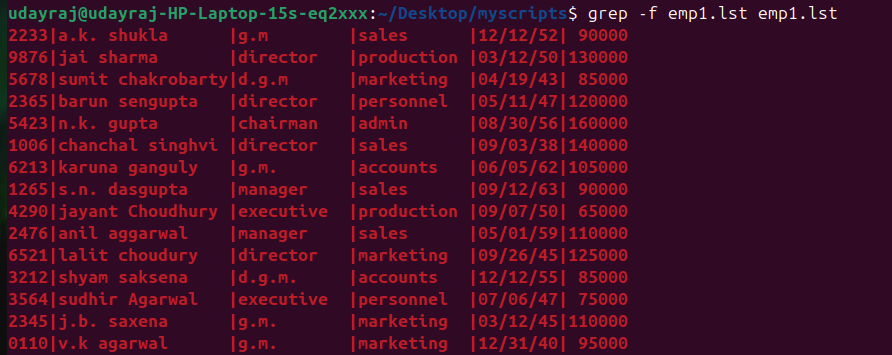 udayraj@udayraj-HP-Laptop-15s-eq2xxx:~/Desktop/myscripts$ grep -f emp1.lst emp1.lst
2233|a.k. shukla      |g.m       |sales      |12/12/52| 90000
9876|jai sharma       |director  |production |03/12/50|130000
5678|sumit chakrobarty|d.g.m     |marketing  |04/19/43| 85000
2365|barun sengupta   |director  |personnel  |05/11/47|120000
5423|n.k. gupta       |chairman  |admin      |08/30/56|160000
1006|chanchal singhvi |director  |sales      |09/03/38|140000
6213|karuna ganguly   |g.m.      |accounts   |06/05/62|105000
1265|s.n. dasgupta    |manager   |sales      |09/12/63| 90000
4290|jayant Choudhury |executive |production |09/07/50| 65000
2476|anil aggarwal    |manager   |sales      |05/01/59|110000
6521|lalit choudury   |director  |marketing  |09/26/45|125000
3212|shyam saksena    |d.g.m.    |accounts   |12/12/55| 85000
3564|sudhir Agarwal   |executive |personnel  |07/06/47| 75000
2345|j.b. saxena      |g.m.      |marketing  |03/12/45|110000
0110|v.k agarwal      |g.m.      |marketing  |12/31/40| 95000